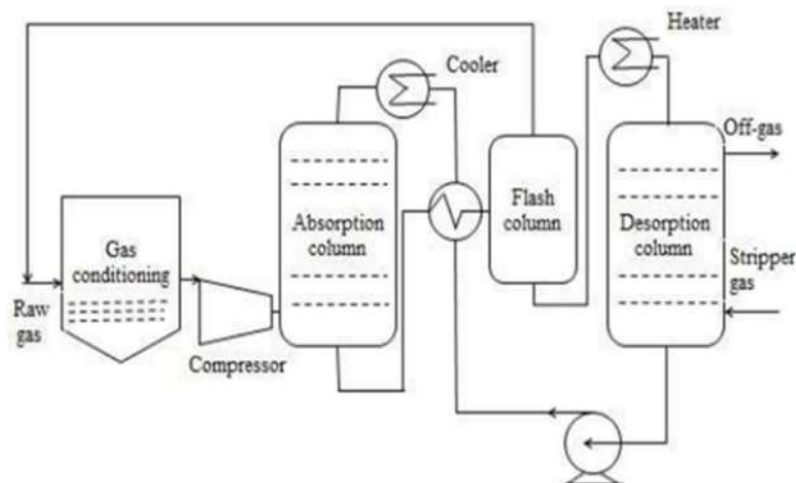 Heater
Cooler
Off-gas
Flash
column
Absorption
column
Desorption
column
Gas
conditioning
Stripper
gas
Raw
gas
Compressor